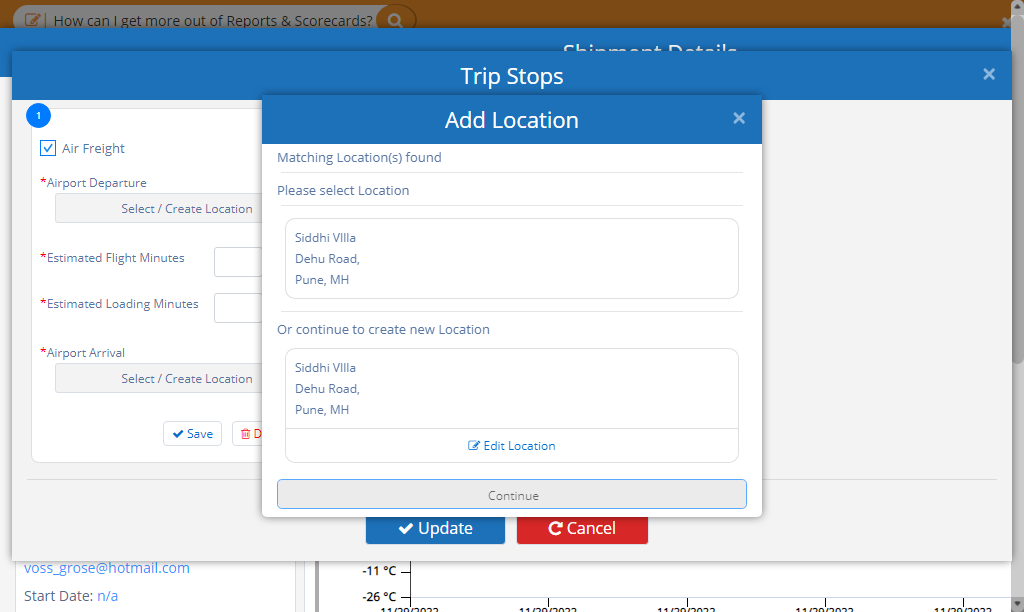 How can I get more out of Reports & Scorecards?
Shipment Details
Trip Stops
×
Add Location
×
1
Air Freight
*Airport Departure
Select / Create Location
*Estimated Flight Minutes
*Estimated Loading Minutes
*Airport Arrival
Select / Create Location
Save
D
Matching Location(s) found
Please select Location
Siddhi VIlla
Dehu Road,
Pune, MH
Or continue to create new Location
Siddhi VIlla
Dehu Road,
Pune, MH
Edit Location
Continue
Update
Cancel
voss_grose@hotmail.com
Start Date: n/a
-11 °C
-26 °C
11/29/2022 11/29/2022 11/29/2022 11/29/2022 11/29/2022